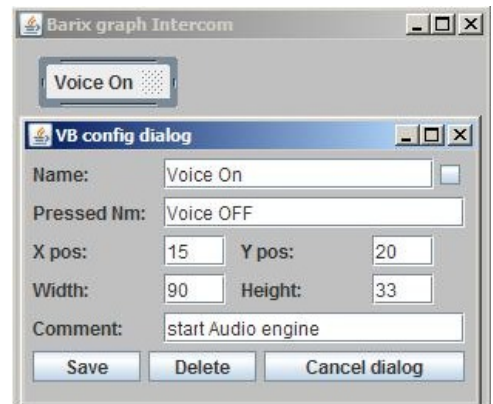 Barix graph Intercom
Voice On
VB config dialog
Name: Voice On
Pressed Nm: Voice OFF
X pos: 15 Y pos: 20
Width: 90 Height: 33
Comment: start Audio engine
Save Delete Cancel dialog